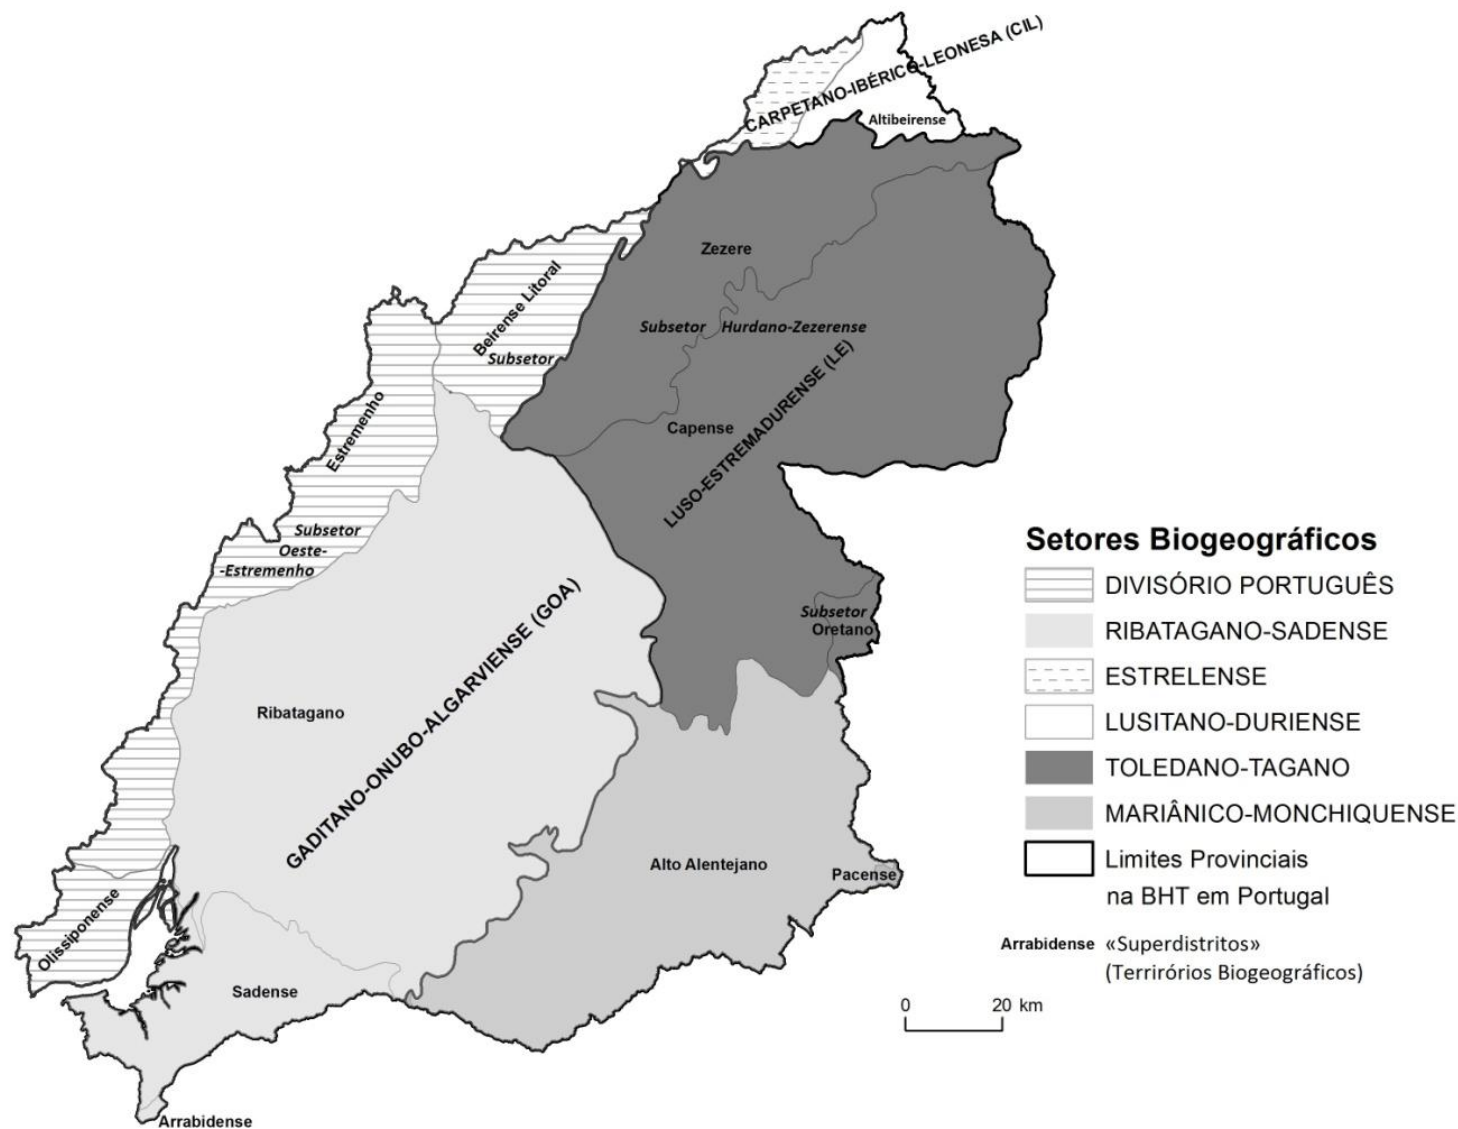 CARPETANO-IBÉRICO-LEONESA (CIL)
Altibeirense
Zezere
Beirense Litoral
Subsetor Hurdano-Zezerense
Subsetor
LUSO-ESTREMADURENSE (LE)
Estremenho
Capense
Subsetor
Oeste-
-Estremenho
Subsetor
Oretano
GADITANO-ONUBO-ALGARVIENSE (GOA)
Ribatagano
Alto Alentejano
Pacense
Olissiponense
Sadense
Arrabidense
Setores Biogeográficos
DIVISÓRIO PORTUGUÊS
RIBATAGANO-SADENSE
ESTRELENSE
LUSITANO-DURIENSE
TOLEDANO-TAGANO
MARIÂNICO-MONCHIQUENSE
Limites Provinciais
na BHT em Portugal
Arrabidense «Superdistritos»
(Terrirórios Biogeográficos)
0 20 km